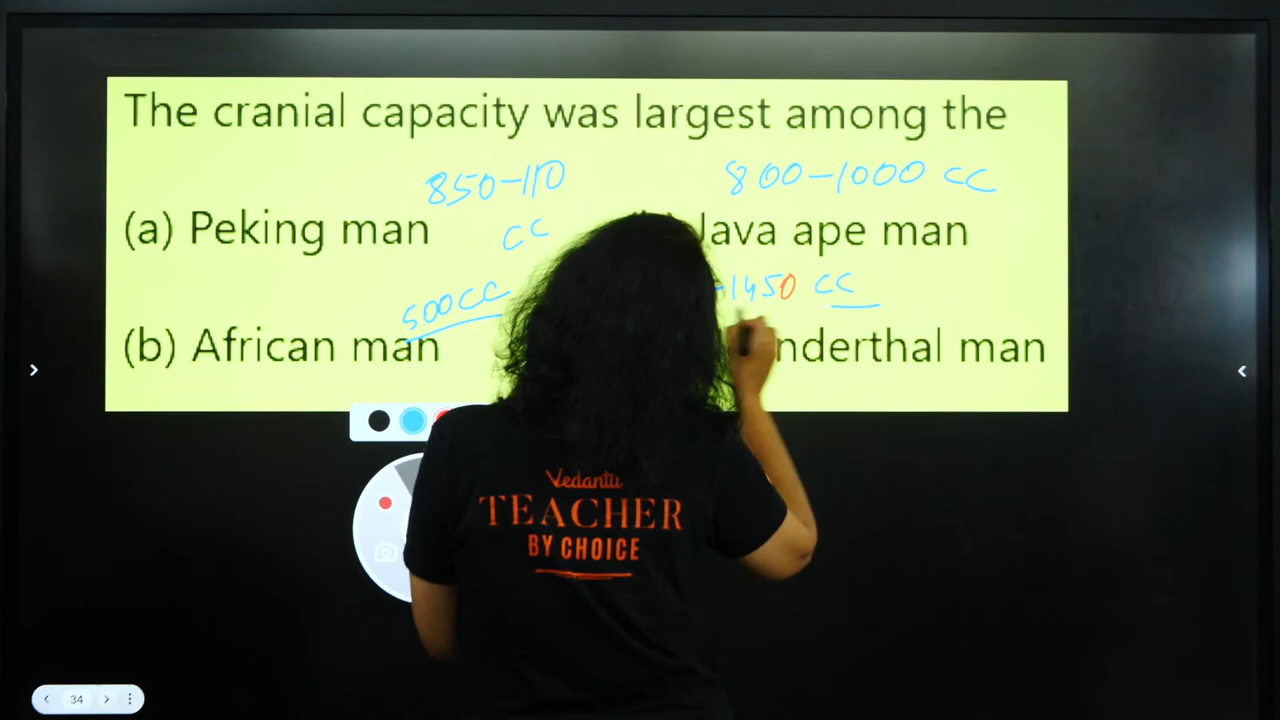 The cranial capacity was largest among the
850-110
800-1000 CC
(a) Peking man
CC
Java ape man
500CC
-1450 CC
(b) African man
nderthal man
Vedantu
TEACHER
BY CHOICE
34